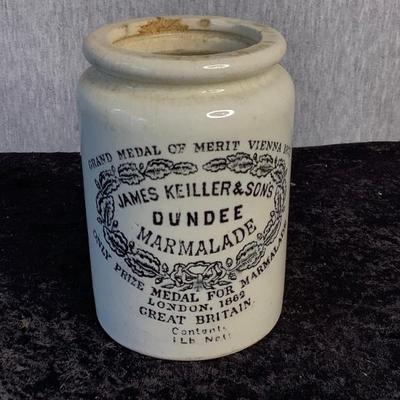 GRAND MEDAL OF MERIT VIENNA
JAMES KEILLER & SONS
DUNDEE
MARMALADE
ONLY PRIZE MEDAL FOR MARMALADE
LONDON, 1862
GREAT BRITAIN.
Contents
1 Lb Nett